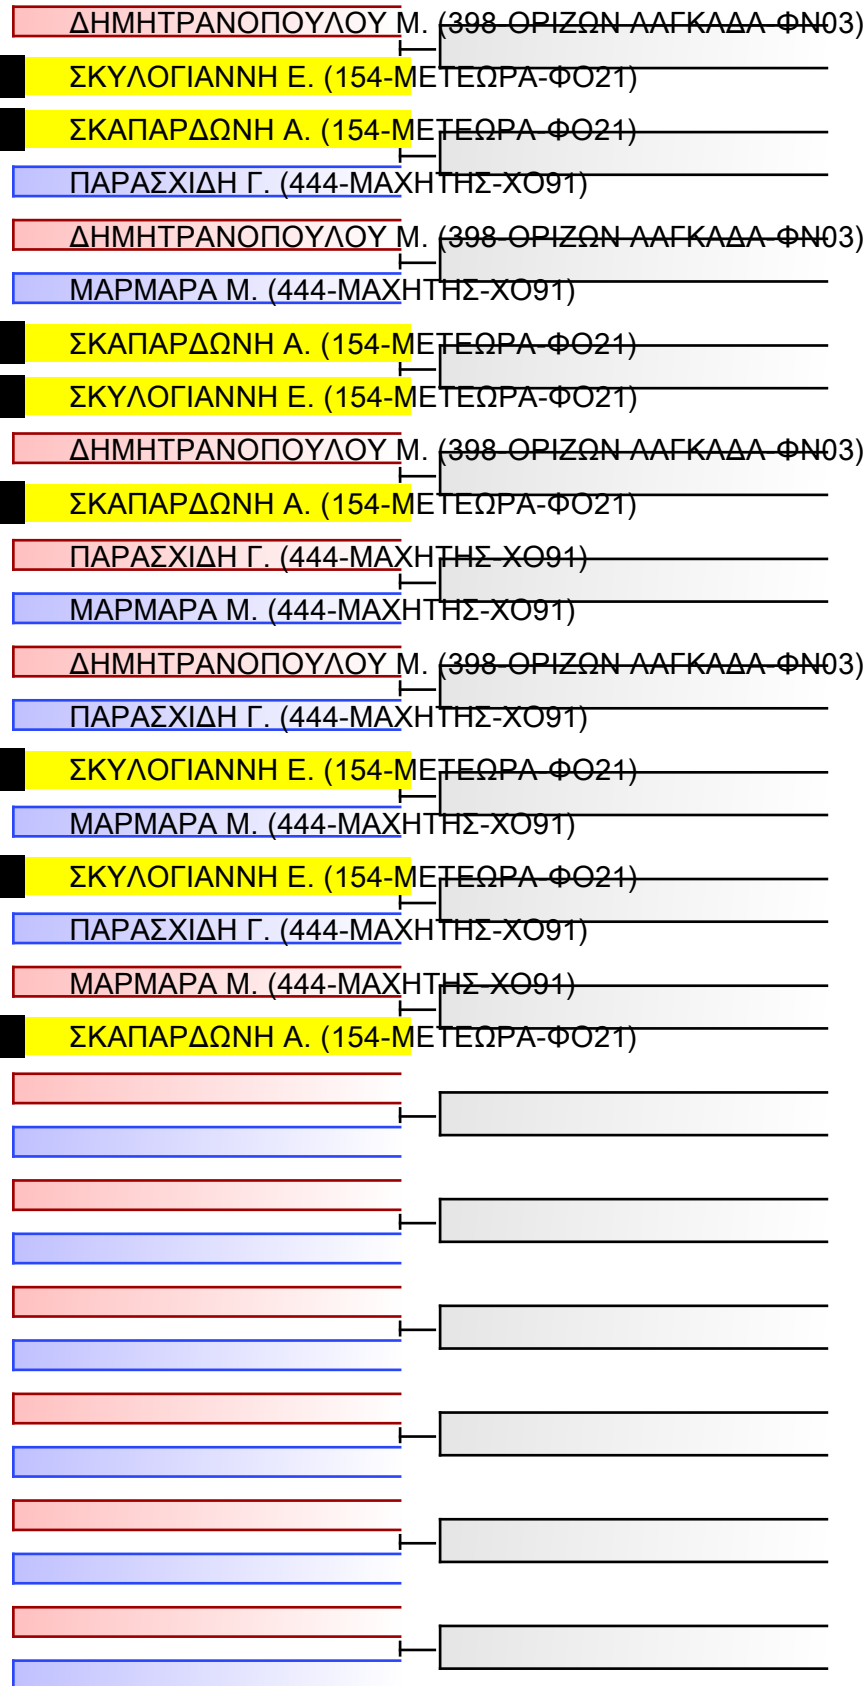 ΔΗΜΗΤΡΑΝΟΠΟΥΛΟΥ Μ. (398-ΟΡΙΖΩΝ ΛΑΓΚΑΔΑ-ΦΝ03)
ΣΚΥΛΟΓΙΑΝΝΗ Ε. (154-ΜΕΤΕΩΡΑ-ΦΟ21)
ΣΚΑΠΑΡΔΩΝΗ Α. (154-ΜΕΤΕΩΡΑ-ΦΟ21)
ΠΑΡΑΣΧΙΔΗ Γ. (444-ΜΑΧΗΤΗΣ-ΧΟ91)
ΔΗΜΗΤΡΑΝΟΠΟΥΛΟΥ Μ. (398-ΟΡΙΖΩΝ ΛΑΓΚΑΔΑ-ΦΝ03)
ΜΑΡΜΑΡΑ Μ. (444-ΜΑΧΗΤΗΣ-ΧΟ91)
ΣΚΑΠΑΡΔΩΝΗ Α. (154-ΜΕΤΕΩΡΑ-ΦΟ21)
ΣΚΥΛΟΓΙΑΝΝΗ Ε. (154-ΜΕΤΕΩΡΑ-ΦΟ21)
ΔΗΜΗΤΡΑΝΟΠΟΥΛΟΥ Μ. (398-ΟΡΙΖΩΝ ΛΑΓΚΑΔΑ-ΦΝ03)
ΣΚΑΠΑΡΔΩΝΗ Α. (154-ΜΕΤΕΩΡΑ-ΦΟ21)
ΠΑΡΑΣΧΙΔΗ Γ. (444-ΜΑΧΗΤΗΣ-ΧΟ91)
ΜΑΡΜΑΡΑ Μ. (444-ΜΑΧΗΤΗΣ-ΧΟ91)
ΔΗΜΗΤΡΑΝΟΠΟΥΛΟΥ Μ. (398-ΟΡΙΖΩΝ ΛΑΓΚΑΔΑ-ΦΝ03)
ΠΑΡΑΣΧΙΔΗ Γ. (444-ΜΑΧΗΤΗΣ-ΧΟ91)
ΣΚΥΛΟΓΙΑΝΝΗ Ε. (154-ΜΕΤΕΩΡΑ-ΦΟ21)
ΜΑΡΜΑΡΑ Μ. (444-ΜΑΧΗΤΗΣ-ΧΟ91)
ΣΚΥΛΟΓΙΑΝΝΗ Ε. (154-ΜΕΤΕΩΡΑ-ΦΟ21)
ΠΑΡΑΣΧΙΔΗ Γ. (444-ΜΑΧΗΤΗΣ-ΧΟ91)
ΜΑΡΜΑΡΑ Μ. (444-ΜΑΧΗΤΗΣ-ΧΟ91)
ΣΚΑΠΑΡΔΩΝΗ Α. (154-ΜΕΤΕΩΡΑ-ΦΟ21)